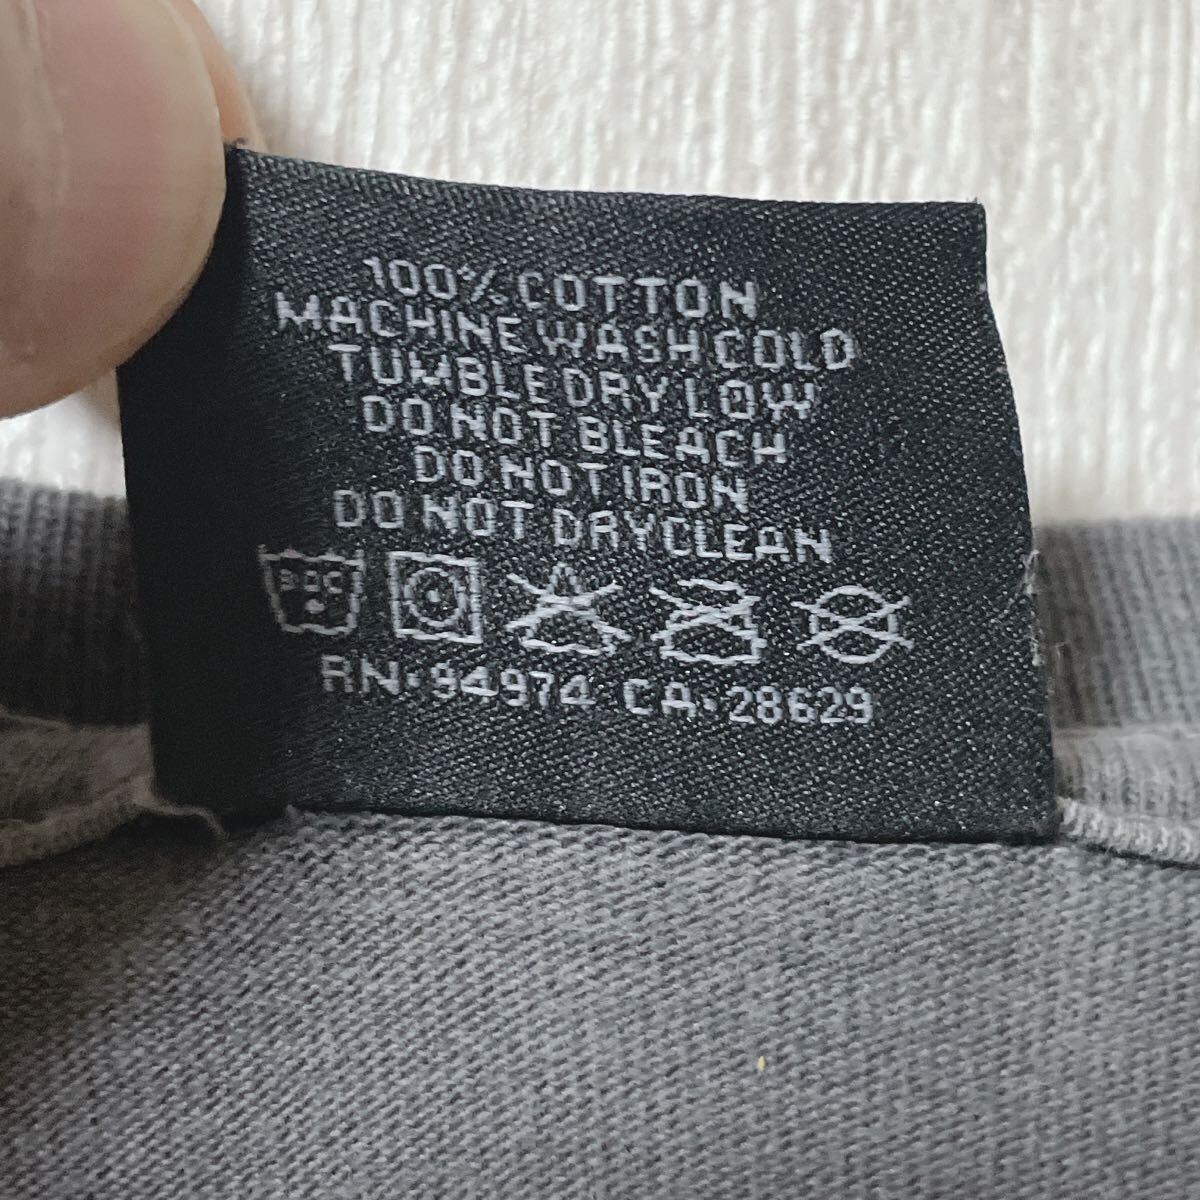 100% COTTON
MACHINE WASH COLD
TUMBLE DRY LOW
DO NOT BLEACH
DO NOT IRON
DO NOT DRYCLEAN
RN·94974 CA·28629